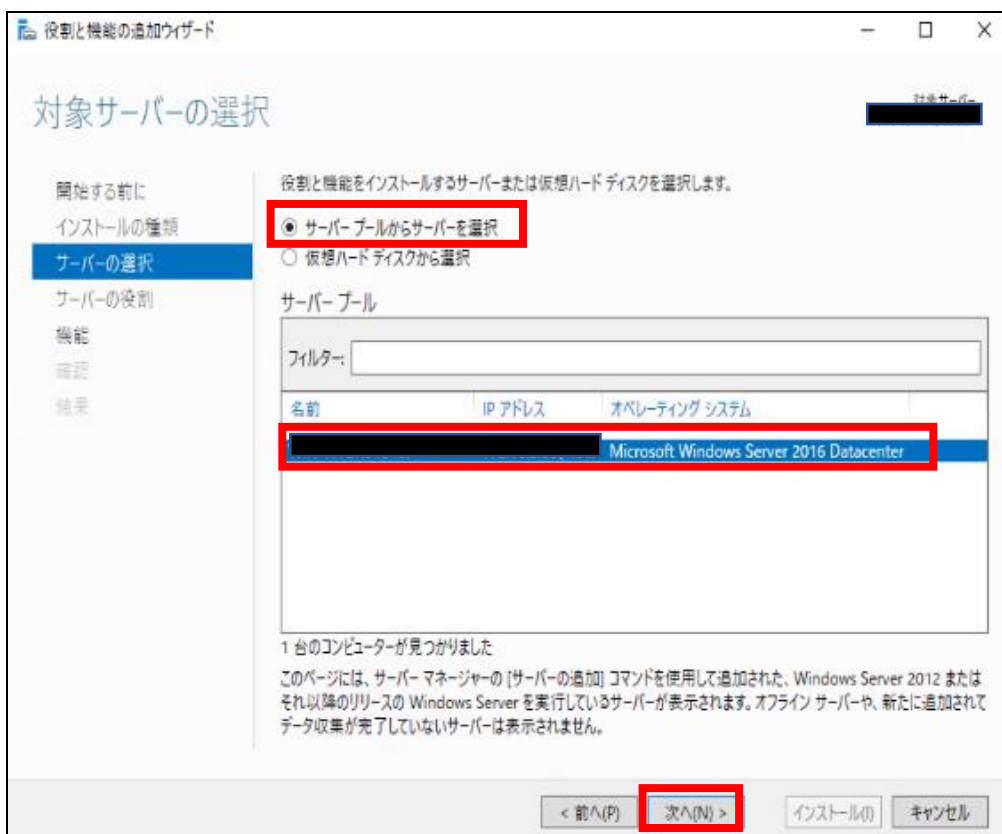 役割と機能の追加ウィザード
対象サーバーの選択
対象サーバー
開始する前に
インストールの種類
サーバーの選択
サーバーの役割
機能
確認
結果
役割と機能をインストールするサーバーまたは仮想ハード ディスクを選択します。
サーバー プールからサーバーを選択
仮想ハード ディスクから選択
サーバー プール
フィルター:
名前 IP アドレス オペレーティング システム
Microsoft Windows Server 2016 Datacenter
1 台のコンピューターが見つかりました
このページには、サーバー マネージャーの [サーバーの追加] コマンドを使用して追加された、Windows Server 2012 または
それ以降のリリースの Windows Server を実行しているサーバーが表示されます。オフライン サーバーや、新たに追加されて
データ収集が完了していないサーバーは表示されません。
< 前へ(P) 次へ(N) > インストール(I) キャンセル